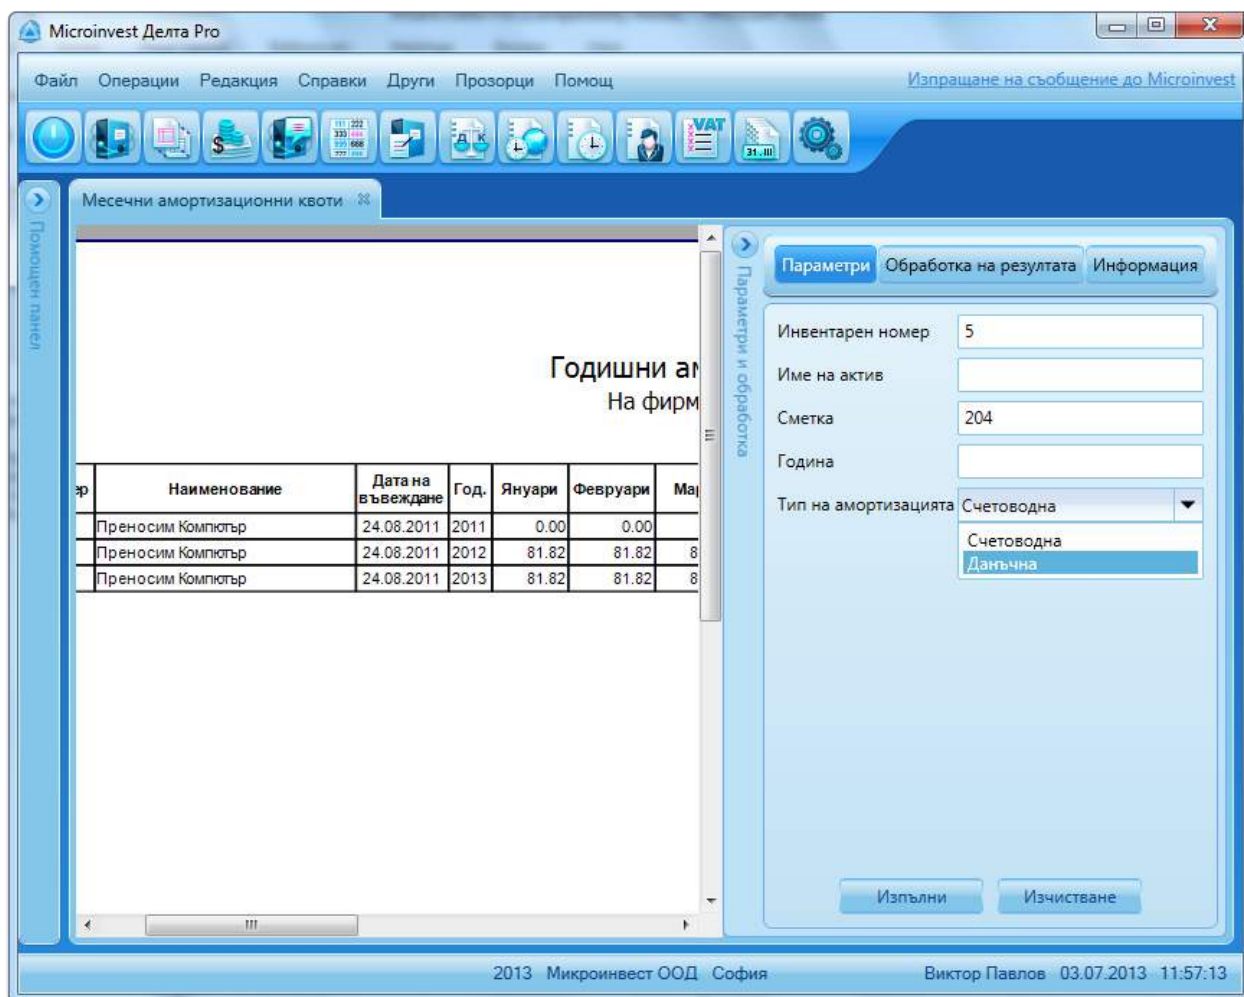 Microinvest Делта Pro
Файл Операции Редакция Справки Други Прозорци Помощ Изпращане на съобщение до Microinvest
Месечни амортизационни квоти
Помощен панел
Годишни ам
На фирм
ер Наименование Дата на въвеждане Год. Януари Февруари Мар
Преносим Компютър 24.08.2011 2011 0.00 0.00
Преносим Компютър 24.08.2011 2012 81.82 81.82 8
Преносим Компютър 24.08.2011 2013 81.82 81.82 8
Параметри и обработка
Параметри Обработка на резултата Информация
Инвентарен номер 5
Име на актив
Сметка 204
Година
Тип на амортизацията Счетоводна
Счетоводна
Данъчна
Изпълни Изчистване
2013 Микроинвест ООД София Виктор Павлов 03.07.2013 11:57:13